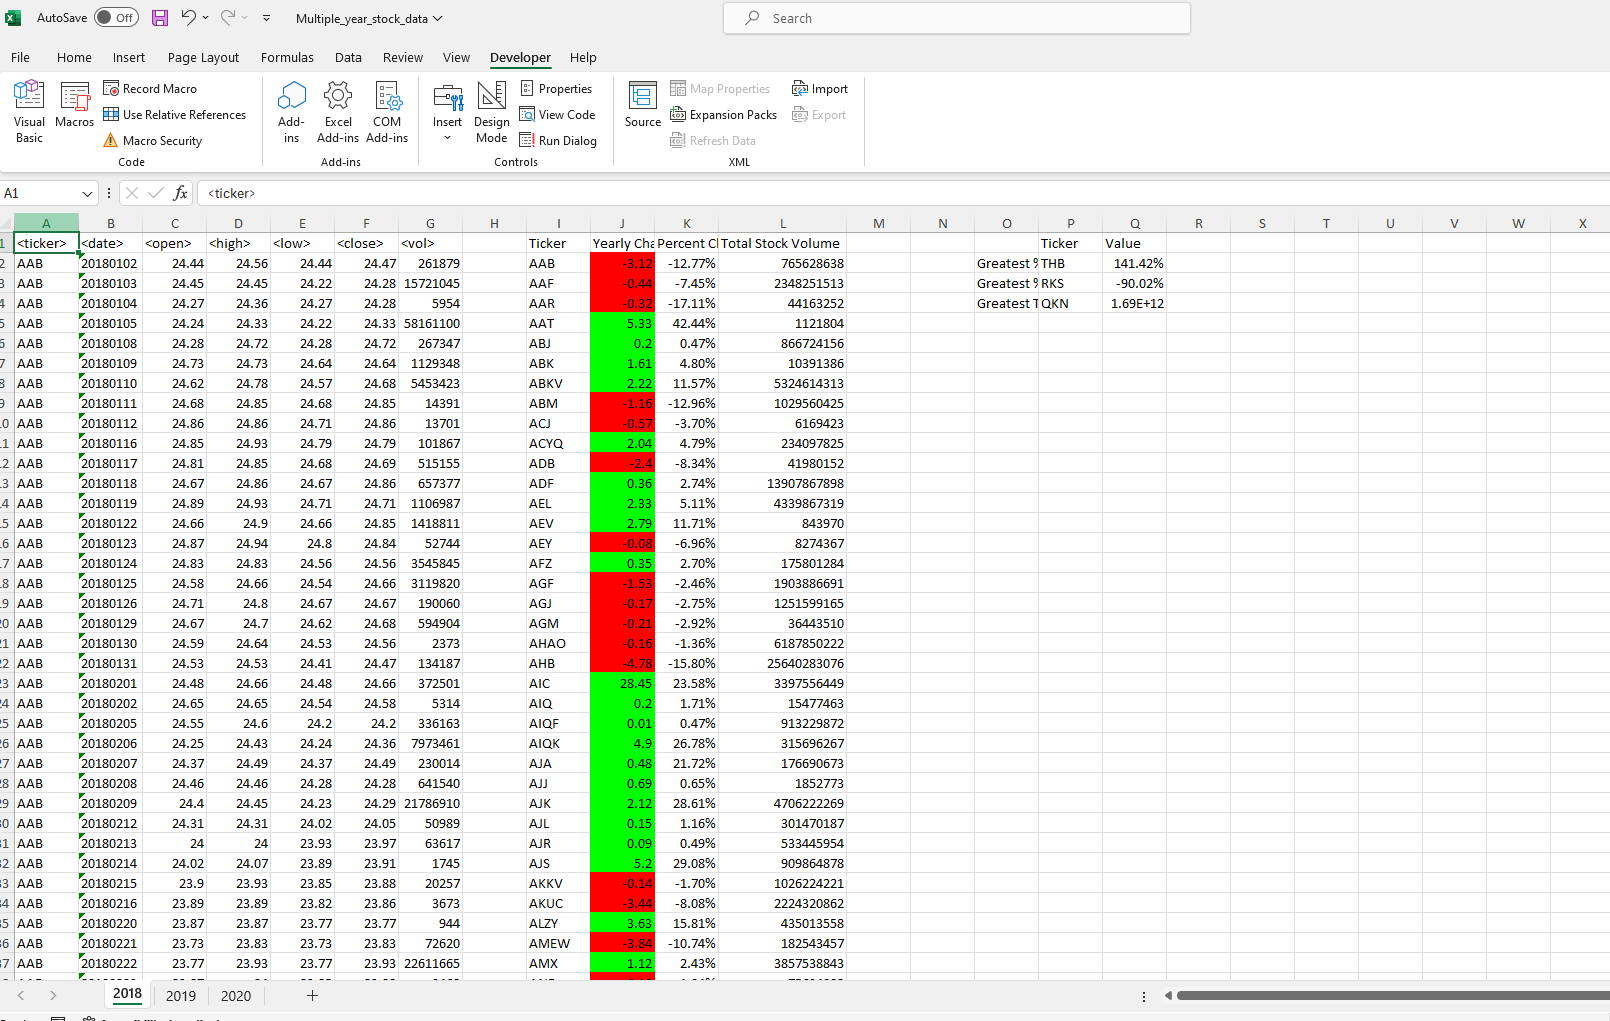 AutoSave Off Multiple_year_stock_data Search
File Home Insert Page Layout Formulas Data Review View Developer Help
Visual Basic
Macros
Record Macro
Use Relative References
Macro Security
Code
Add-ins
Excel Add-ins
COM Add-ins
Add-ins
Insert
Design Mode
Properties
View Code
Run Dialog
Controls
Source
Map Properties
Expansion Packs
Refresh Data
Import
Export
XML
A1 fx <ticker>
A B C D E F G H I J K L M N O P Q R S T U V W X
1 <ticker> <date> <open> <high> <low> <close> <vol> Ticker Yearly Cha Percent C Total Stock Volume Ticker Value
2 AAB 20180102 24.44 24.56 24.44 24.47 261879 AAB -3.12 -12.77% 765628638 Greatest % THB 141.42%
3 AAB 20180103 24.45 24.45 24.22 24.28 15721045 AAF -0.44 -7.45% 2348251513 Greatest % RKS -90.02%
4 AAB 20180104 24.27 24.36 24.27 24.28 5954 AAR -0.32 -17.11% 44163252 Greatest T QKN 1.69E+12
5 AAB 20180105 24.24 24.33 24.22 24.33 58161100 AAT 5.33 42.44% 1121804
6 AAB 20180108 24.28 24.72 24.28 24.72 267347 ABJ 0.2 0.47% 866724156
7 AAB 20180109 24.73 24.73 24.64 24.64 1129348 ABK 1.61 4.80% 10391386
8 AAB 20180110 24.62 24.78 24.57 24.68 5453423 ABKV 2.22 11.57% 5324614313
9 AAB 20180111 24.68 24.85 24.68 24.85 14391 ABM -1.16 -12.96% 1029560425
0 AAB 20180112 24.86 24.86 24.71 24.86 13701 ACJ -0.57 -3.70% 6169423
1 AAB 20180116 24.85 24.93 24.79 24.79 101867 ACYQ 2.04 4.79% 234097825
2 AAB 20180117 24.81 24.85 24.68 24.69 515155 ADB -2.4 -8.34% 41980152
3 AAB 20180118 24.67 24.86 24.67 24.86 657377 ADF 0.36 2.74% 13907867898
4 AAB 20180119 24.89 24.93 24.71 24.71 1106987 AEL 2.33 5.11% 4339867319
5 AAB 20180122 24.66 24.9 24.66 24.85 1418811 AEV 2.79 11.71% 843970
6 AAB 20180123 24.87 24.94 24.8 24.84 52744 AEY -0.08 -6.96% 8274367
7 AAB 20180124 24.83 24.83 24.56 24.56 3545845 AFZ 0.35 2.70% 175801284
8 AAB 20180125 24.58 24.66 24.54 24.66 3119820 AGF -1.53 -2.46% 1903886691
9 AAB 20180126 24.71 24.8 24.67 24.67 190060 AGJ -0.17 -2.75% 1251599165
20 AAB 20180129 24.67 24.7 24.62 24.68 594904 AGM -0.21 -2.92% 36443510
21 AAB 20180130 24.59 24.64 24.53 24.56 2373 AHAO -0.16 -1.36% 6187850222
22 AAB 20180131 24.53 24.53 24.41 24.47 134187 AHB -4.78 -15.80% 25640283076
23 AAB 20180201 24.48 24.66 24.48 24.66 372501 AIC 28.45 23.58% 3397556449
24 AAB 20180202 24.65 24.65 24.54 24.58 5314 AIQ 0.2 1.71% 15477463
25 AAB 20180205 24.55 24.6 24.2 24.2 336163 AIQF 0.01 0.47% 913229872
26 AAB 20180206 24.25 24.43 24.24 24.36 7973461 AIQK 4.9 26.78% 315696267
27 AAB 20180207 24.37 24.49 24.37 24.49 230014 AJA 0.48 21.72% 176690673
28 AAB 20180208 24.46 24.46 24.28 24.28 641540 AJJ 0.69 0.65% 1852773
29 AAB 20180209 24.4 24.45 24.23 24.29 21786910 AJK 2.12 28.61% 4706222269
30 AAB 20180212 24.31 24.31 24.02 24.05 50989 AJL 0.15 1.16% 301470187
31 AAB 20180213 24 24 23.93 23.97 63617 AJR 0.09 0.49% 533445954
32 AAB 20180214 24.02 24.07 23.89 23.91 1745 AJS 5.2 29.08% 909864878
33 AAB 20180215 23.9 23.93 23.85 23.88 20257 AKKV -0.14 -1.70% 1026224221
34 AAB 20180216 23.89 23.89 23.82 23.86 3673 AKUC -3.44 -8.08% 2224320862
35 AAB 20180220 23.87 23.87 23.77 23.77 944 ALZY 3.63 15.81% 435013558
36 AAB 20180221 23.73 23.83 23.73 23.83 72620 AMEW -3.84 -10.74% 182543457
37 AAB 20180222 23.77 23.93 23.77 23.93 22611665 AMX 1.12 2.43% 3857538843
2018 2019 2020